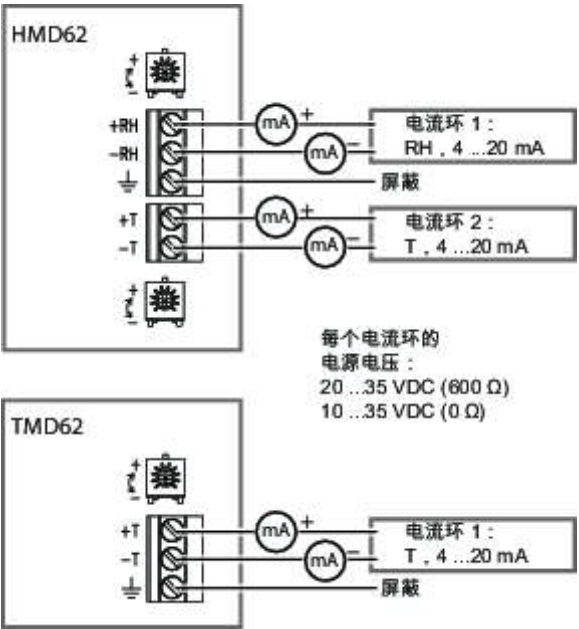 HMD62
+
−
+RH
mA
+
电流环 1：
−RH
mA
−
RH，4 ...20 mA
屏蔽
+T
mA
+
电流环 2：
−T
mA
−
T，4 ...20 mA
+
−
每个电流环的
电源电压：
20 ...35 VDC (600 Ω)
10 ...35 VDC (0 Ω)
TMD62
+
−
+T
mA
+
电流环 1：
−T
mA
−
T，4 ...20 mA
屏蔽